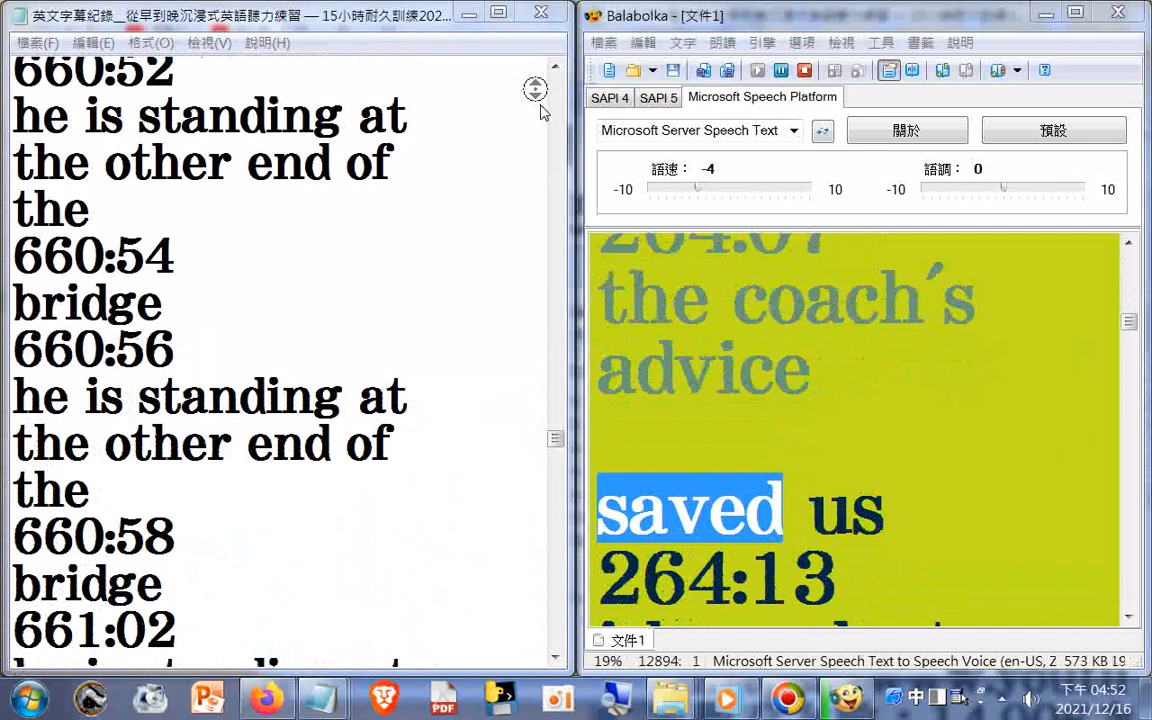 英文字幕紀錄__從早到晚沉浸式英語聽力練習 — 15小時耐久訓練202...
檔案(F) 編輯(E) 格式(O) 檢視(V) 說明(H)
660:52
he is standing at
the other end of
the
660:54
bridge
660:56
he is standing at
the other end of
the
660:58
bridge
661:02
Balabolka - [文件1]
檔案 編輯 文字 朗讀 引擎 選項 檢視 工具 書籤 說明
SAPI 4 SAPI 5 Microsoft Speech Platform
Microsoft Server Speech Text 關於 預設
語速： -4 語調： 0
-10 10 -10 10
264:07
the coach's
advice
saved us
264:13
文件1
19% 12894: 1 Microsoft Server Speech Text to Speech Voice (en-US, Z 573 KB 19
PDF
中
下午 04:52
2021/12/16